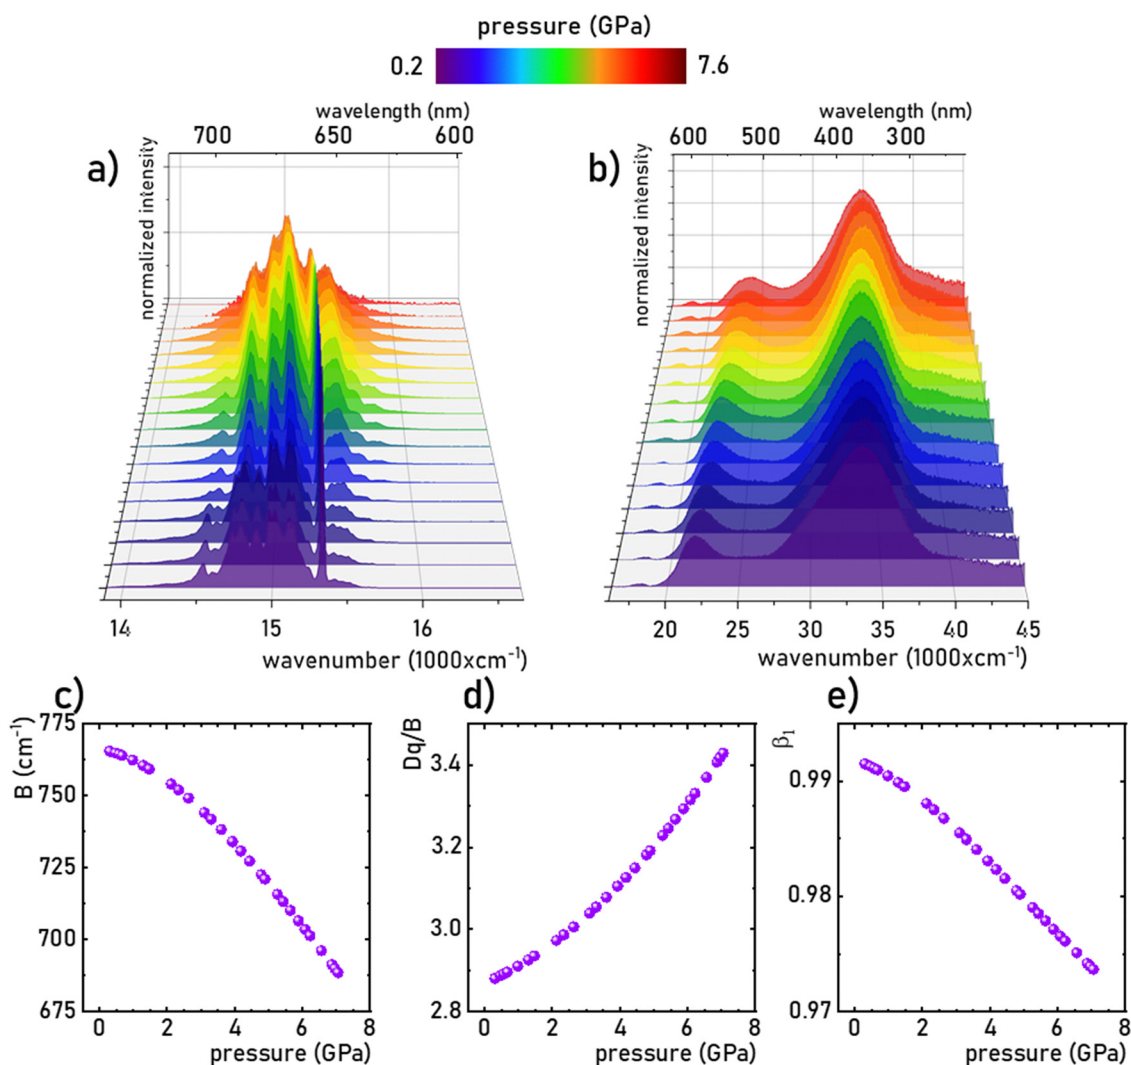 pressure (GPa)
0.2 7.6
wavelength (nm)
700 650 600
a)
normalized intensity
14 15 16
wavenumber (1000xcm⁻¹)
wavelength (nm)
600 500 400 300
b)
normalized intensity
20 25 30 35 40 45
wavenumber (1000xcm⁻¹)
c)
B (cm⁻¹)
775
750
725
700
675
0 2 4 6 8
pressure (GPa)
d)
Dq/B
3.4
3.2
3.0
2.8
0 2 4 6 8
pressure (GPa)
e)
β₁
0.99
0.98
0.97
0 2 4 6 8
pressure (GPa)